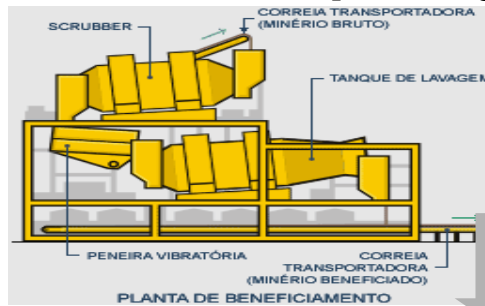 CORREIA TRANSPORTADORA
(MINÉRIO BRUTO)
SCRUBBER
TANQUE DE LAVAGEM
PENEIRA VIBRATÓRIA
CORREIA
TRANSPORTADORA
(MINÉRIO BENEFICIADO)
PLANTA DE BENEFICIAMENTO